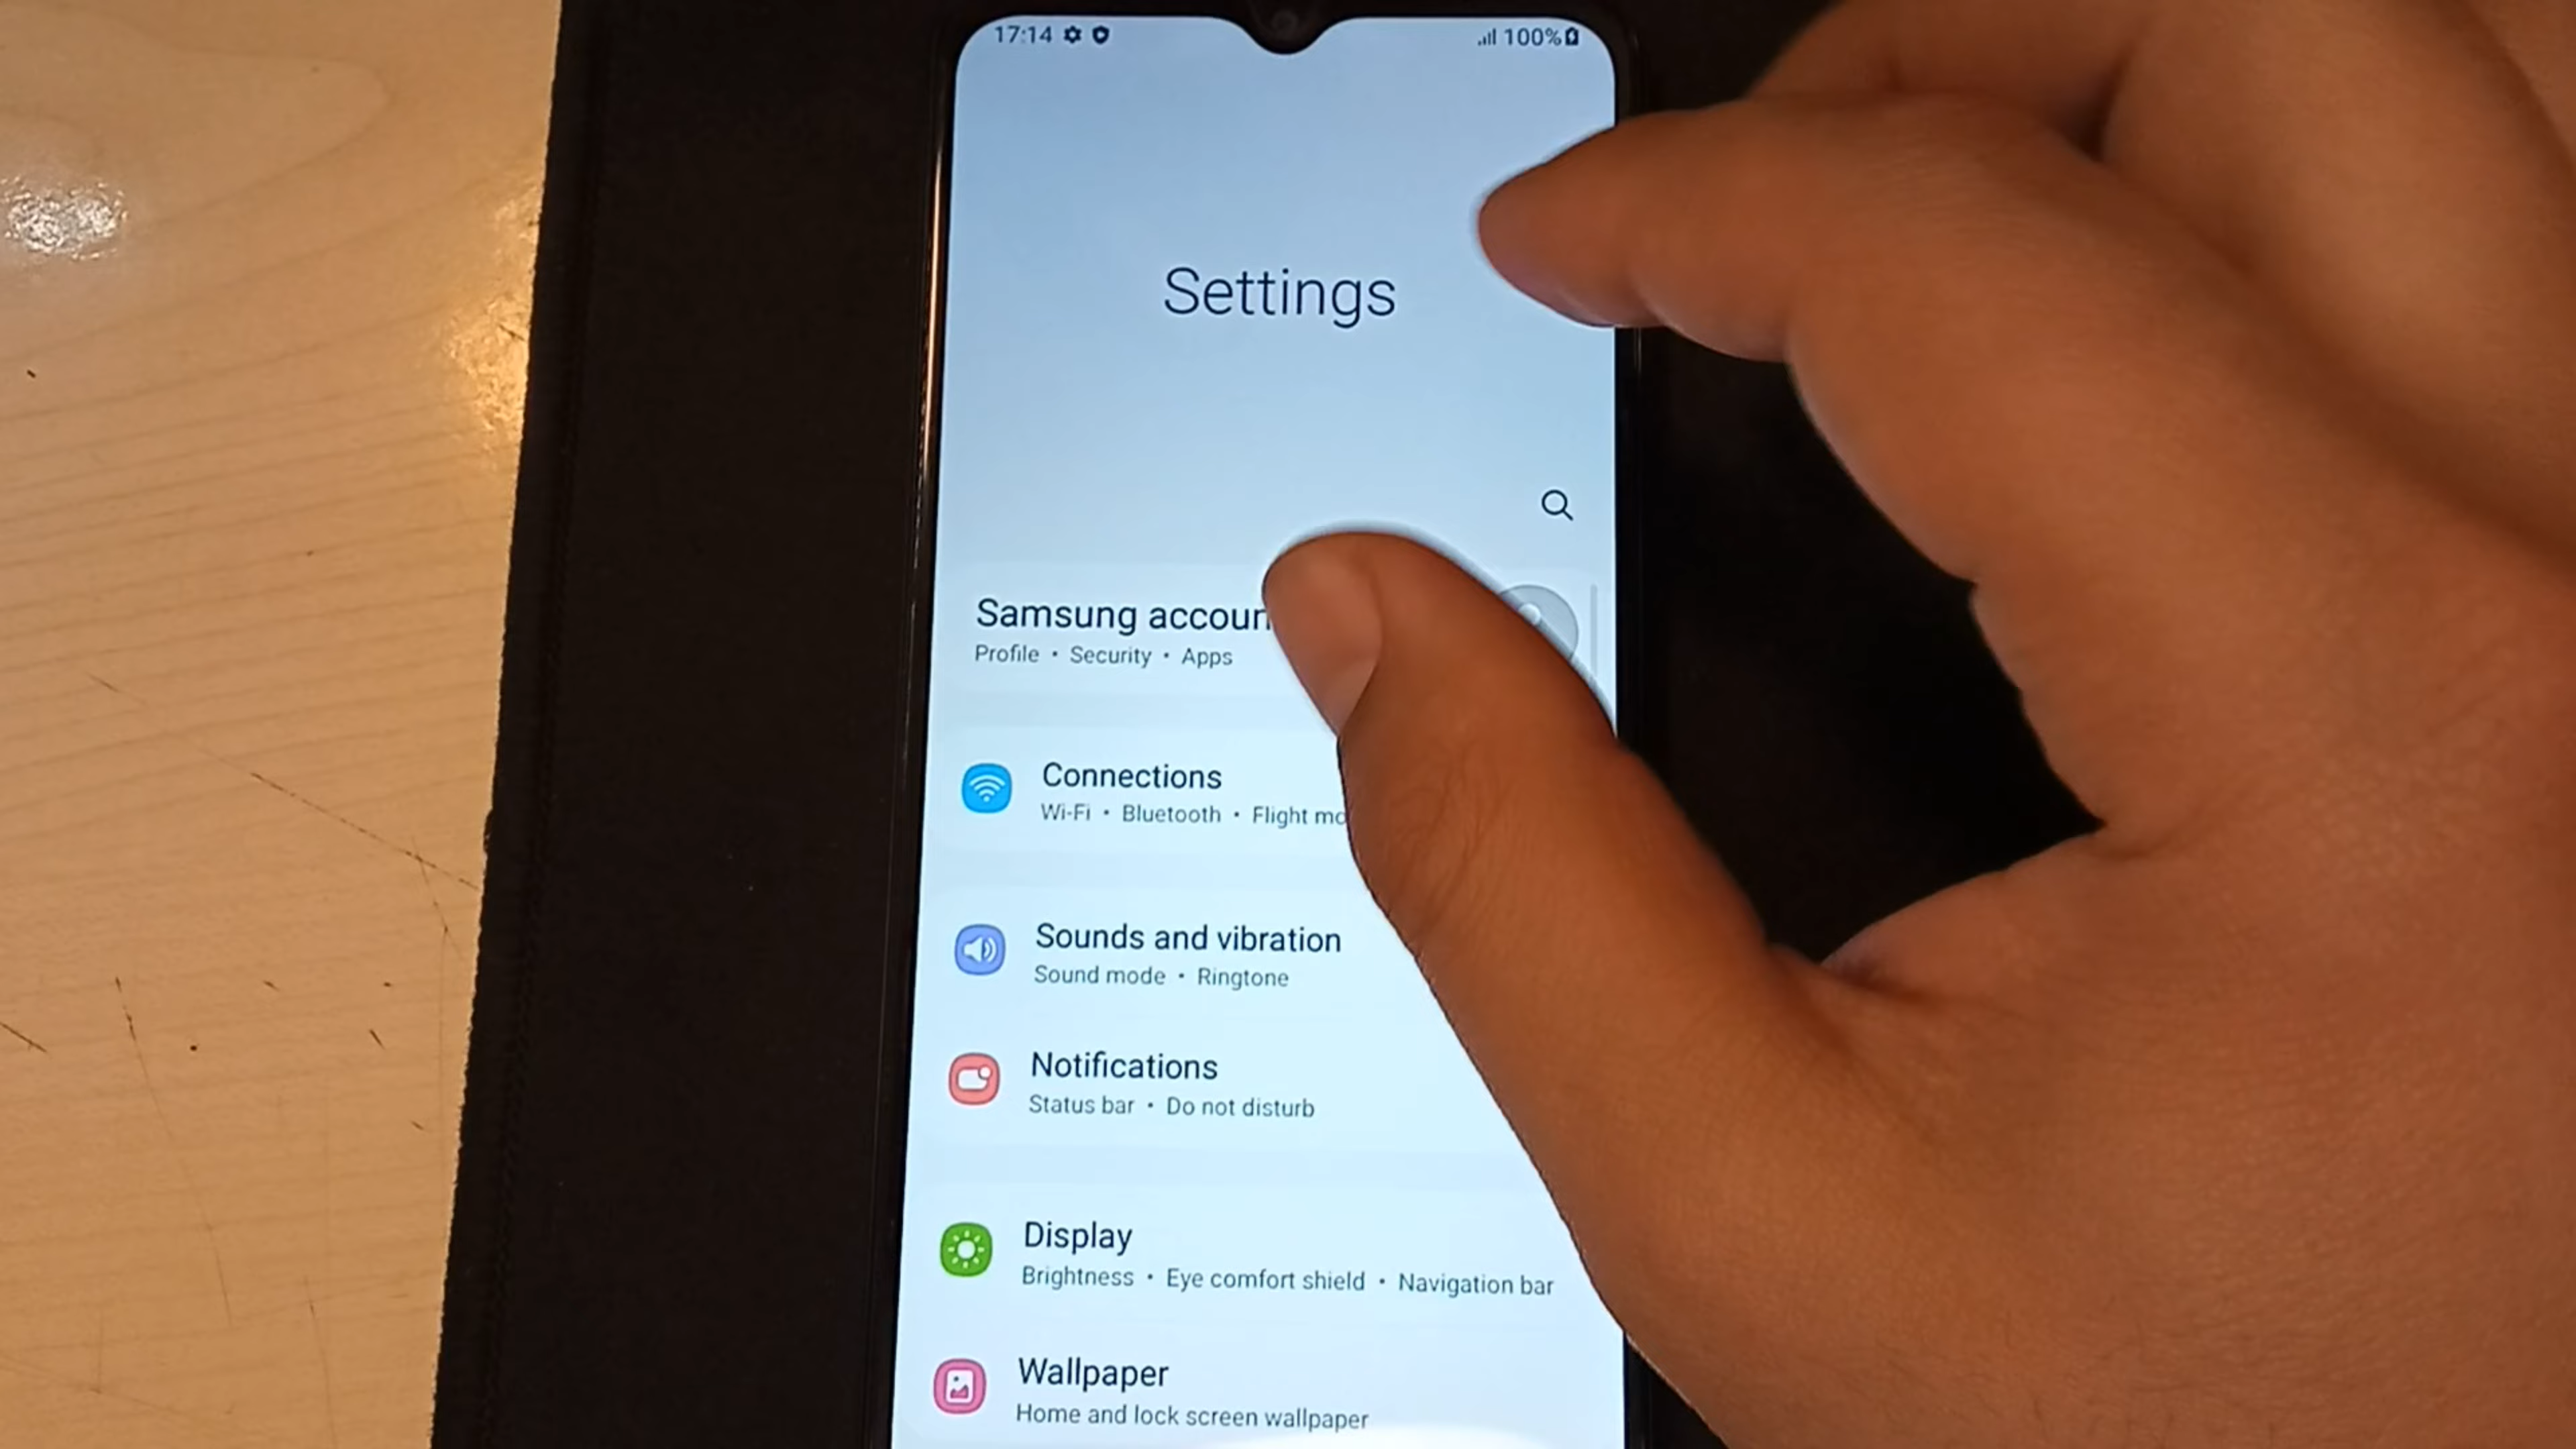 17:14 100%
Settings
Samsung
Profile • Security • Apps
Connections
Wi-Fi • Bluetooth • Flight
Sounds and vibration
Sound mode • Ringtone
Notifications
Status bar • Do not disturb
Display
Brightness • Eye comfort shield • Navigation bar
Wallpaper
Home and lock screen wallpaper